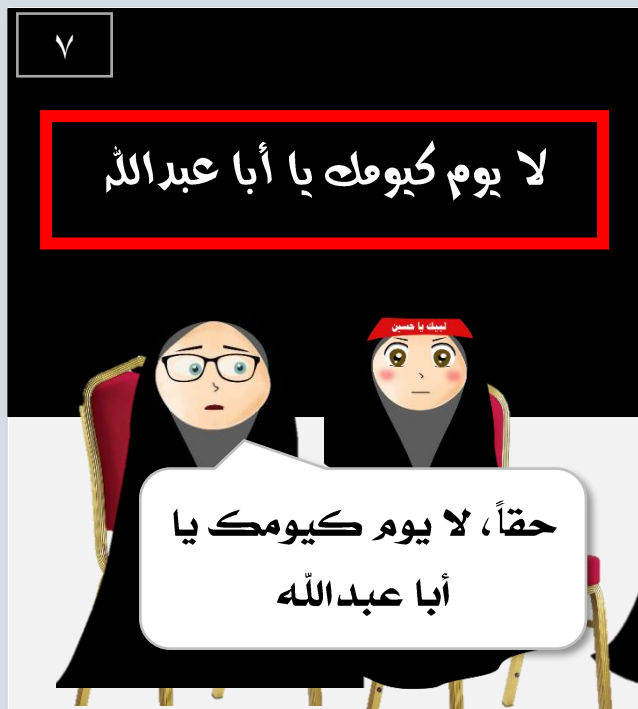 ٧
لا يوم كيومك يا أبا عبدالله
لبيك يا حسين
حقاً، لا يوم كيومك يا
أبا عبدالله